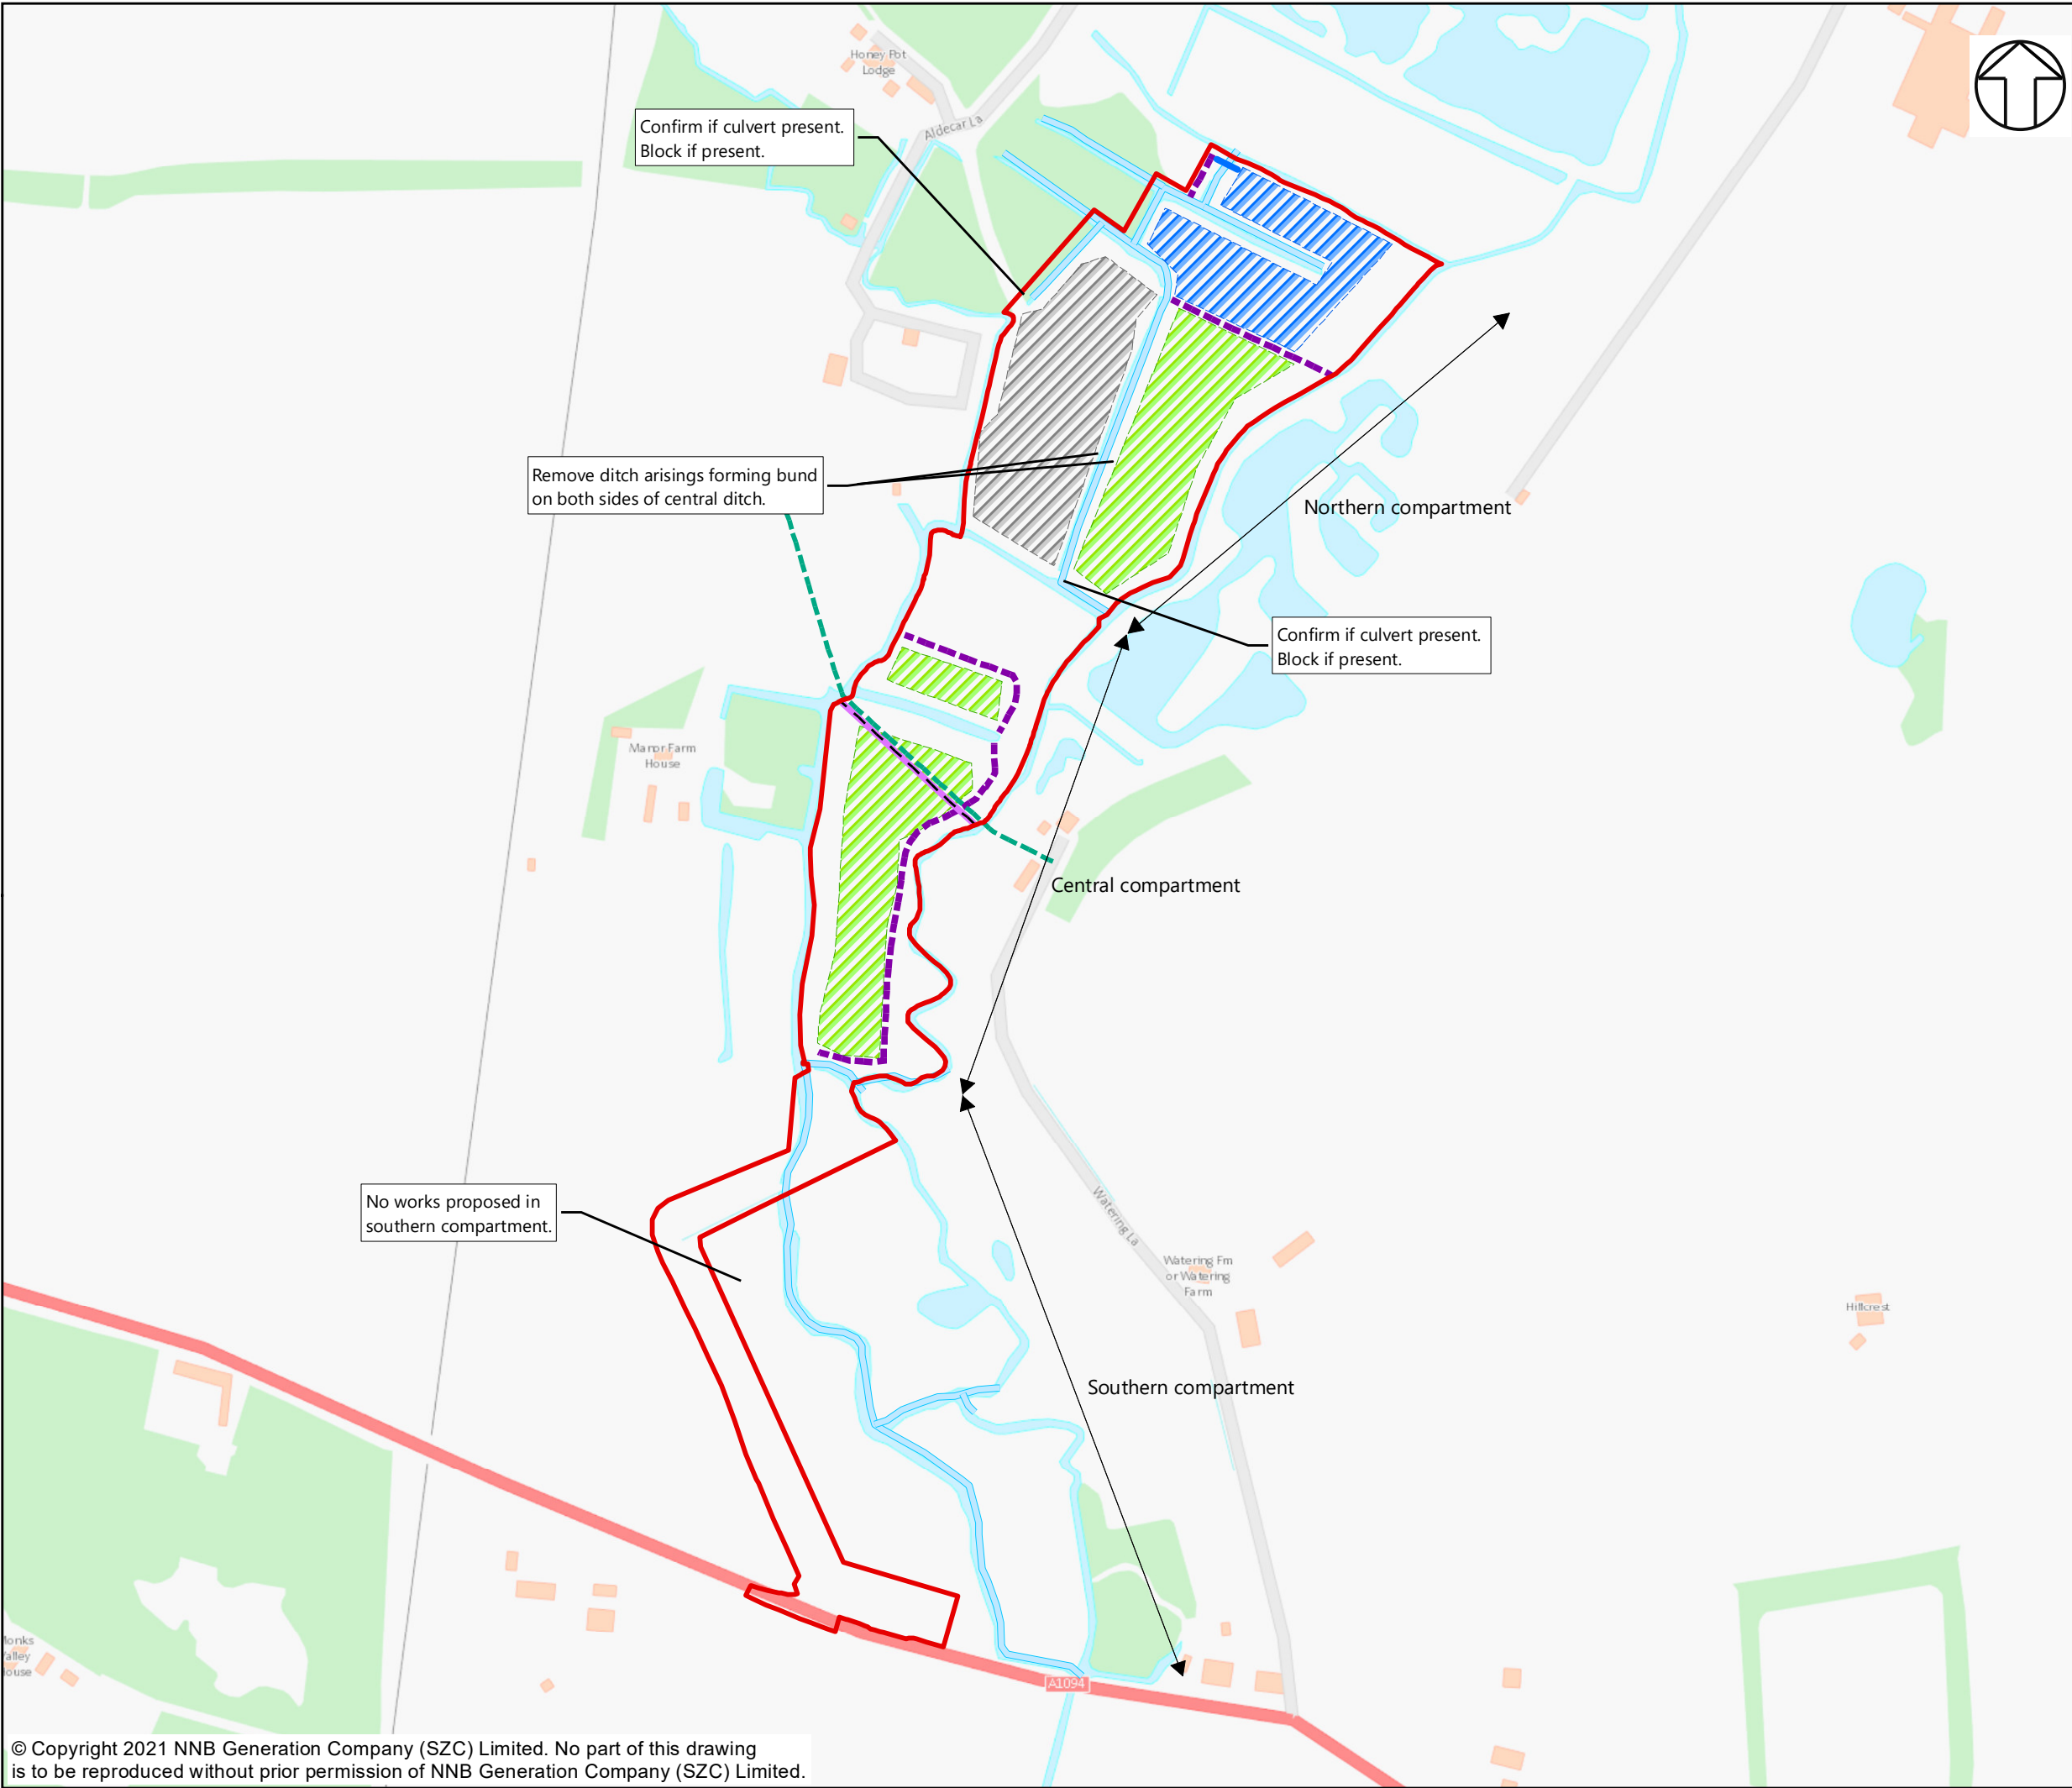 Honey Pot
Lodge
Aldecar La
Confirm if culvert present.
Block if present.
Remove ditch arisings forming bund
on both sides of central ditch.
Northern compartment
Confirm if culvert present.
Block if present.
Manor Farm
House
Central compartment
No works proposed in
southern compartment.
Watering La
Watering Fm
or Watering
Farm
Hillcrest
Southern compartment
A1094
© Copyright 2021 NNB Generation Company (SZC) Limited. No part of this drawing
is to be reproduced without prior permission of NNB Generation Company (SZC) Limited.